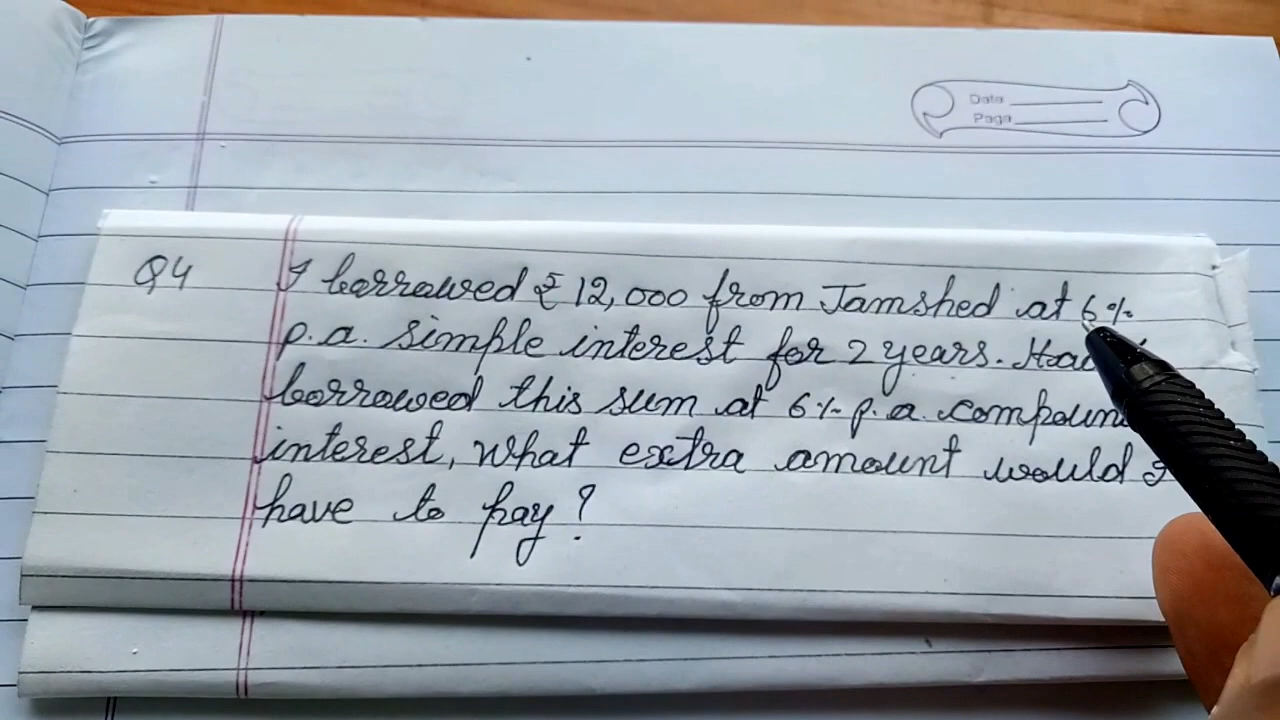 Date
Page
Q4 I borrowed ₹ 12,000 from Jamshed at 6%
p.a. simple interest for 2 years. Had
borrowed this sum at 6% p.a. compound
interest, what extra amount would I
have to pay?